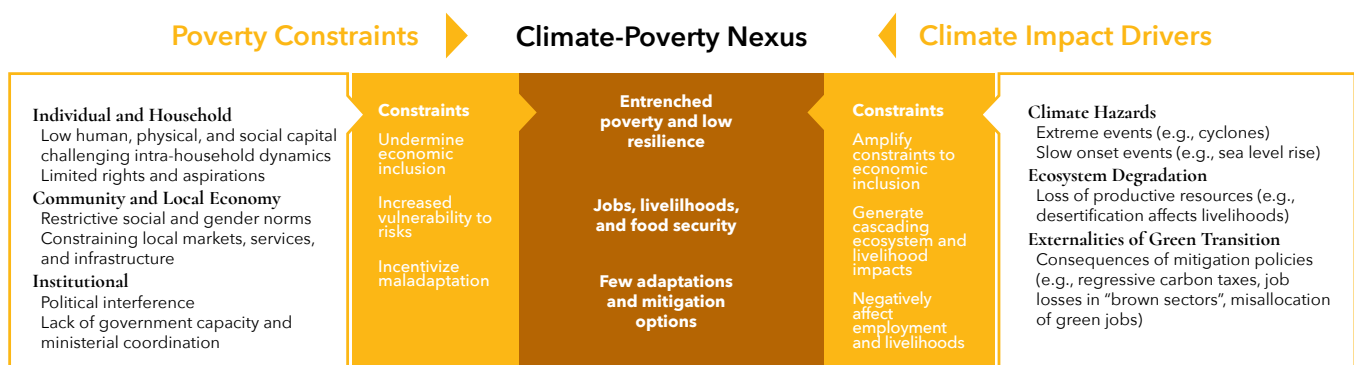 Poverty Constraints
Climate-Poverty Nexus
Climate Impact Drivers
Individual and Household
Low human, physical, and social capital
challenging intra-household dynamics
Limited rights and aspirations
Community and Local Economy
Restrictive social and gender norms
Constraining local markets, services,
and infrastructure
Institutional
Political interference
Lack of government capacity and
ministerial coordination
Constraints
Undermine
economic
inclusion
Increased
vulnerability to
risks
Incentivize
maladaptation
Entrenched
poverty and low
resilience
Jobs, livelilhoods,
and food security
Few adaptations
and mitigation
options
Constraints
Amplify
constraints to
economic
inclusion
Generate
cascading
ecosystem and
livelihood
impacts
Negatively
affect
employment
and livelihoods
Climate Hazards
Extreme events (e.g., cyclones)
Slow onset events (e.g., sea level rise)
Ecosystem Degradation
Loss of productive resources (e.g.,
desertification affects livelihoods)
Externalities of Green Transition
Consequences of mitigation policies
(e.g., regressive carbon taxes, job
losses in “brown sectors”, misallocation
of green jobs)